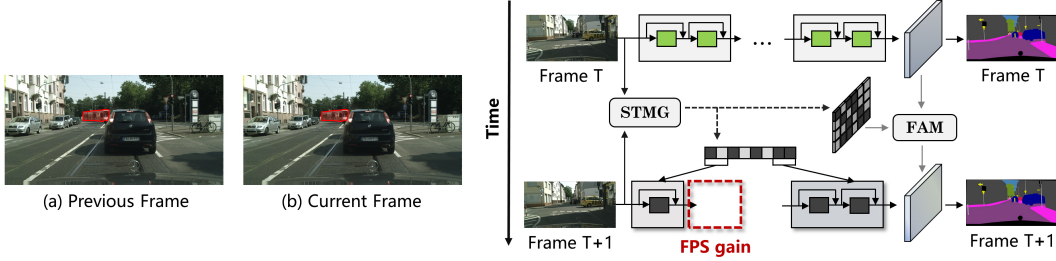 (a) Previous Frame
(b) Current Frame
Time
Frame T
...
Frame T
STMG
FAM
Frame T+1
FPS gain
Frame T+1